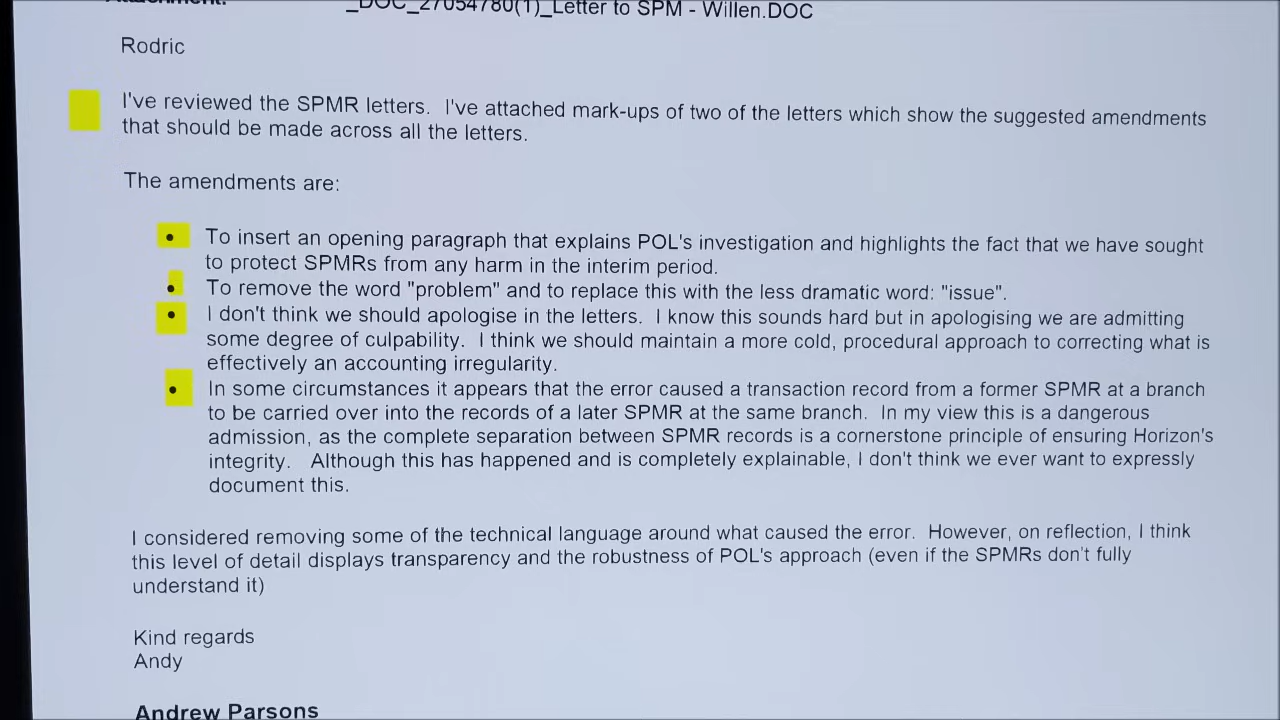 _DOC_27054780(1)_Letter to SPM - Willen.DOC
Rodric
I've reviewed the SPMR letters. I've attached mark-ups of two of the letters which show the suggested amendments
that should be made across all the letters.
The amendments are:
• To insert an opening paragraph that explains POL's investigation and highlights the fact that we have sought
to protect SPMRs from any harm in the interim period.
• To remove the word "problem" and to replace this with the less dramatic word: "issue".
• I don't think we should apologise in the letters. I know this sounds hard but in apologising we are admitting
some degree of culpability. I think we should maintain a more cold, procedural approach to correcting what is
effectively an accounting irregularity.
• In some circumstances it appears that the error caused a transaction record from a former SPMR at a branch
to be carried over into the records of a later SPMR at the same branch. In my view this is a dangerous
admission, as the complete separation between SPMR records is a cornerstone principle of ensuring Horizon's
integrity. Although this has happened and is completely explainable, I don't think we ever want to expressly
document this.
I considered removing some of the technical language around what caused the error. However, on reflection, I think
this level of detail displays transparency and the robustness of POL's approach (even if the SPMRs don't fully
understand it)
Kind regards
Andy
Andrew Parsons